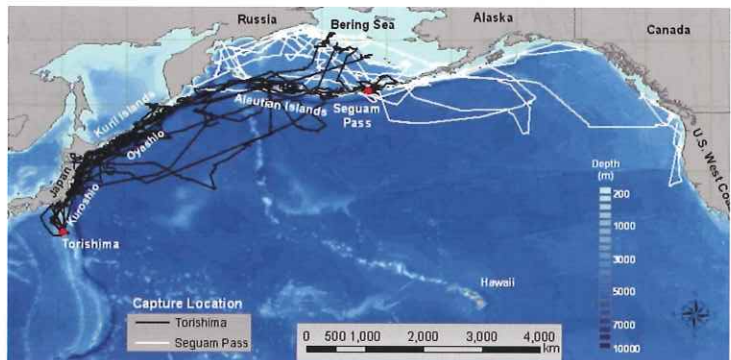 Russia
Bering Sea
Alaska
Canada
Kuril Islands
Aleutian Islands
Seguam
Pass
Oyashio
Japan
Kuroshio
Torishima
U.S. West Coast
Depth
(m)
200
1000
3000
5000
7000
10000
Hawaii
Capture Location
Torishima
Seguam Pass
0 500 1,000 2,000 3,000 4,000
km